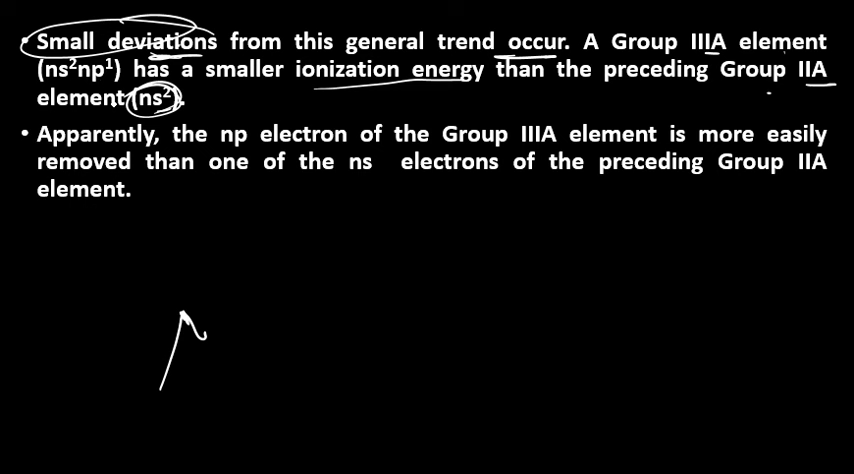 • Small deviations from this general trend occur. A Group IIIA element
(ns²np¹) has a smaller ionization energy than the preceding Group IIA
element (ns²).
• Apparently, the np electron of the Group IIIA element is more easily
removed than one of the ns electrons of the preceding Group IIA
element.